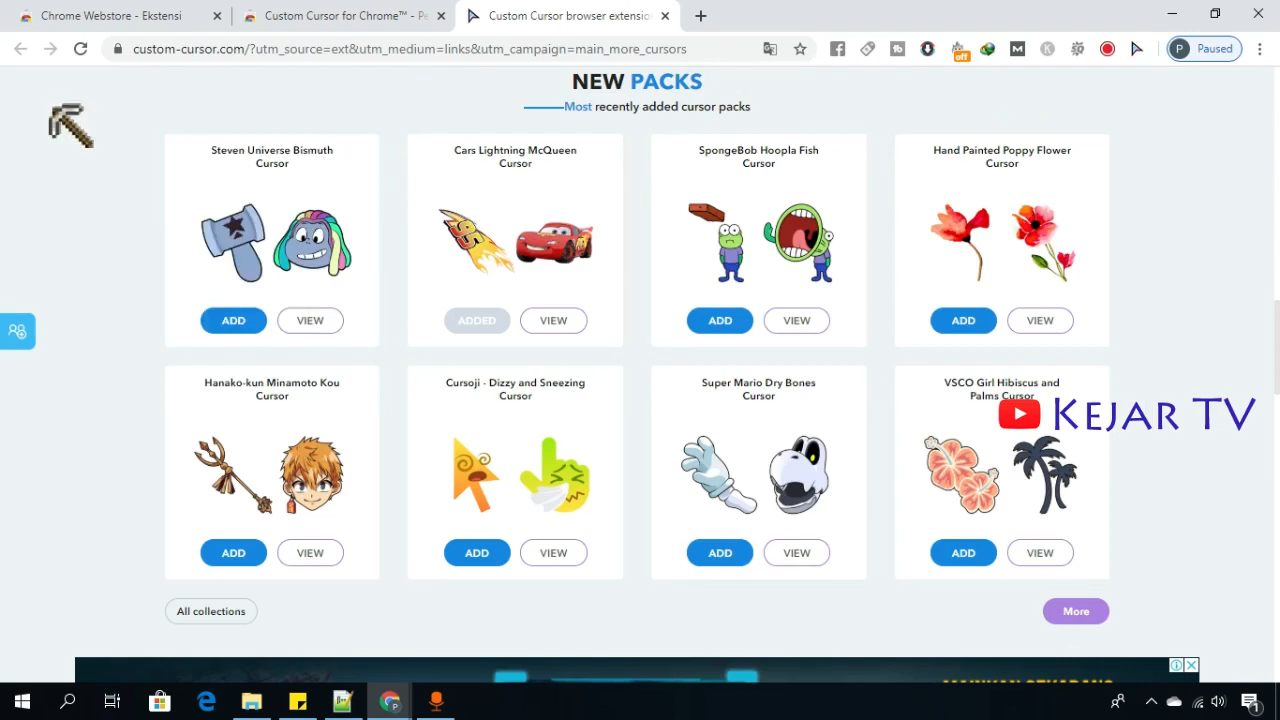 Chrome Webstore - Ekstensi
Custom Cursor for Chrome™ - Pe
Custom Cursor browser extension
custom-cursor.com/?utm_source=ext&utm_medium=links&utm_campaign=main_more_cursors
off
M
K
P Paused
NEW PACKS
Most recently added cursor packs
Steven Universe Bismuth
Cursor
ADD VIEW
Cars Lightning McQueen
Cursor
95
ADDED VIEW
SpongeBob Hoopla Fish
Cursor
ADD VIEW
Hand Painted Poppy Flower
Cursor
ADD VIEW
Hanako-kun Minamoto Kou
Cursor
ADD VIEW
Cursoji - Dizzy and Sneezing
Cursor
ADD VIEW
Super Mario Dry Bones
Cursor
ADD VIEW
VSCO Girl Hibiscus and
Palms Cursor
ADD VIEW
Kejar TV
All collections
More